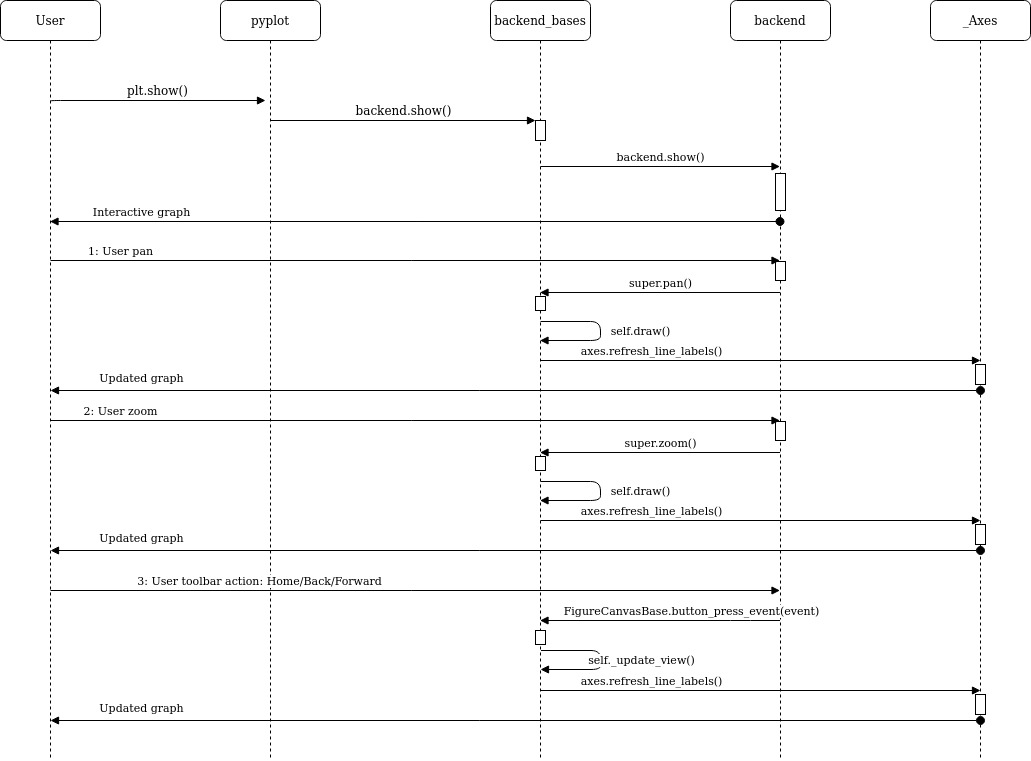 User
pyplot
backend_bases
backend
_Axes
plt.show()
backend.show()
backend.show()
Interactive graph
1: User pan
super.pan()
self.draw()
axes.refresh_line_labels()
Updated graph
2: User zoom
super.zoom()
self.draw()
axes.refresh_line_labels()
Updated graph
3: User toolbar action: Home/Back/Forward
FigureCanvasBase.button_press_event(event)
self._update_view()
axes.refresh_line_labels()
Updated graph